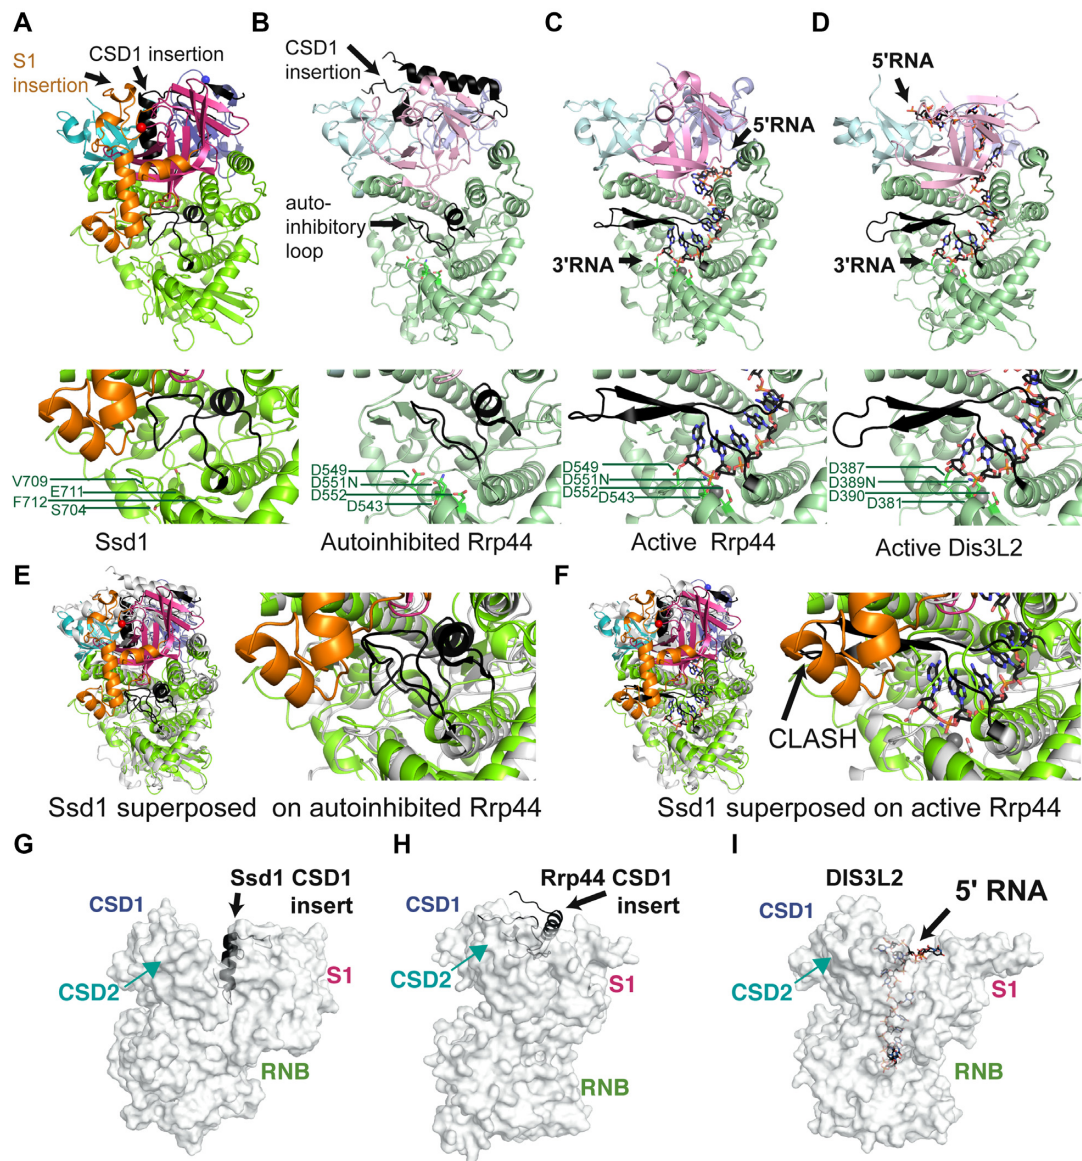 A
B
C
D
S1
insertion
CSD1 insertion
CSD1
insertion
5'RNA
5'RNA
auto-
inhibitory
loop
3'RNA
3'RNA
V709
E711
F712
S704
D549
D551N
D552
D543
D549
D551N
D552
D543
D387
D389N
D390
D381
Ssd1
Autoinhibited Rrp44
Active Rrp44
Active Dis3L2
E
F
CLASH
Ssd1 superposed on autoinhibited Rrp44
Ssd1 superposed on active Rrp44
G
H
I
Ssd1 CSD1
insert
CSD1
CSD2
S1
RNB
Rrp44 CSD1
insert
CSD1
CSD2
S1
RNB
DIS3L2
5' RNA
CSD1
CSD2
S1
RNB